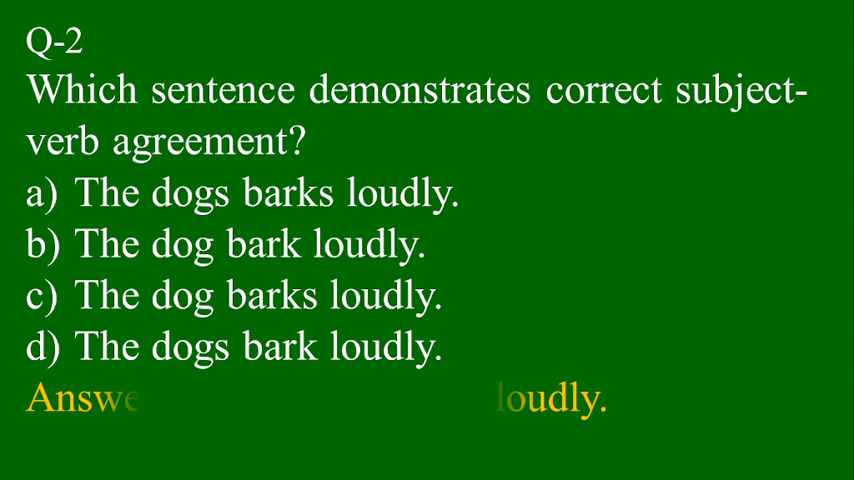 Q-2
Which sentence demonstrates correct subject-
verb agreement?
a) The dogs barks loudly.
b) The dog bark loudly.
c) The dog barks loudly.
d) The dogs bark loudly.
loudly.